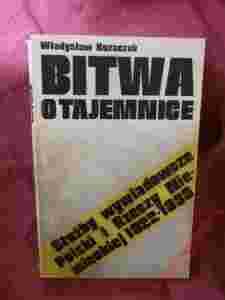 Władysław Kozaczuk
BITWA
O TAJEMNICE
Służby wywiadowcze
Polski i Rzeszy Nie-
mieckiej 1922-1939